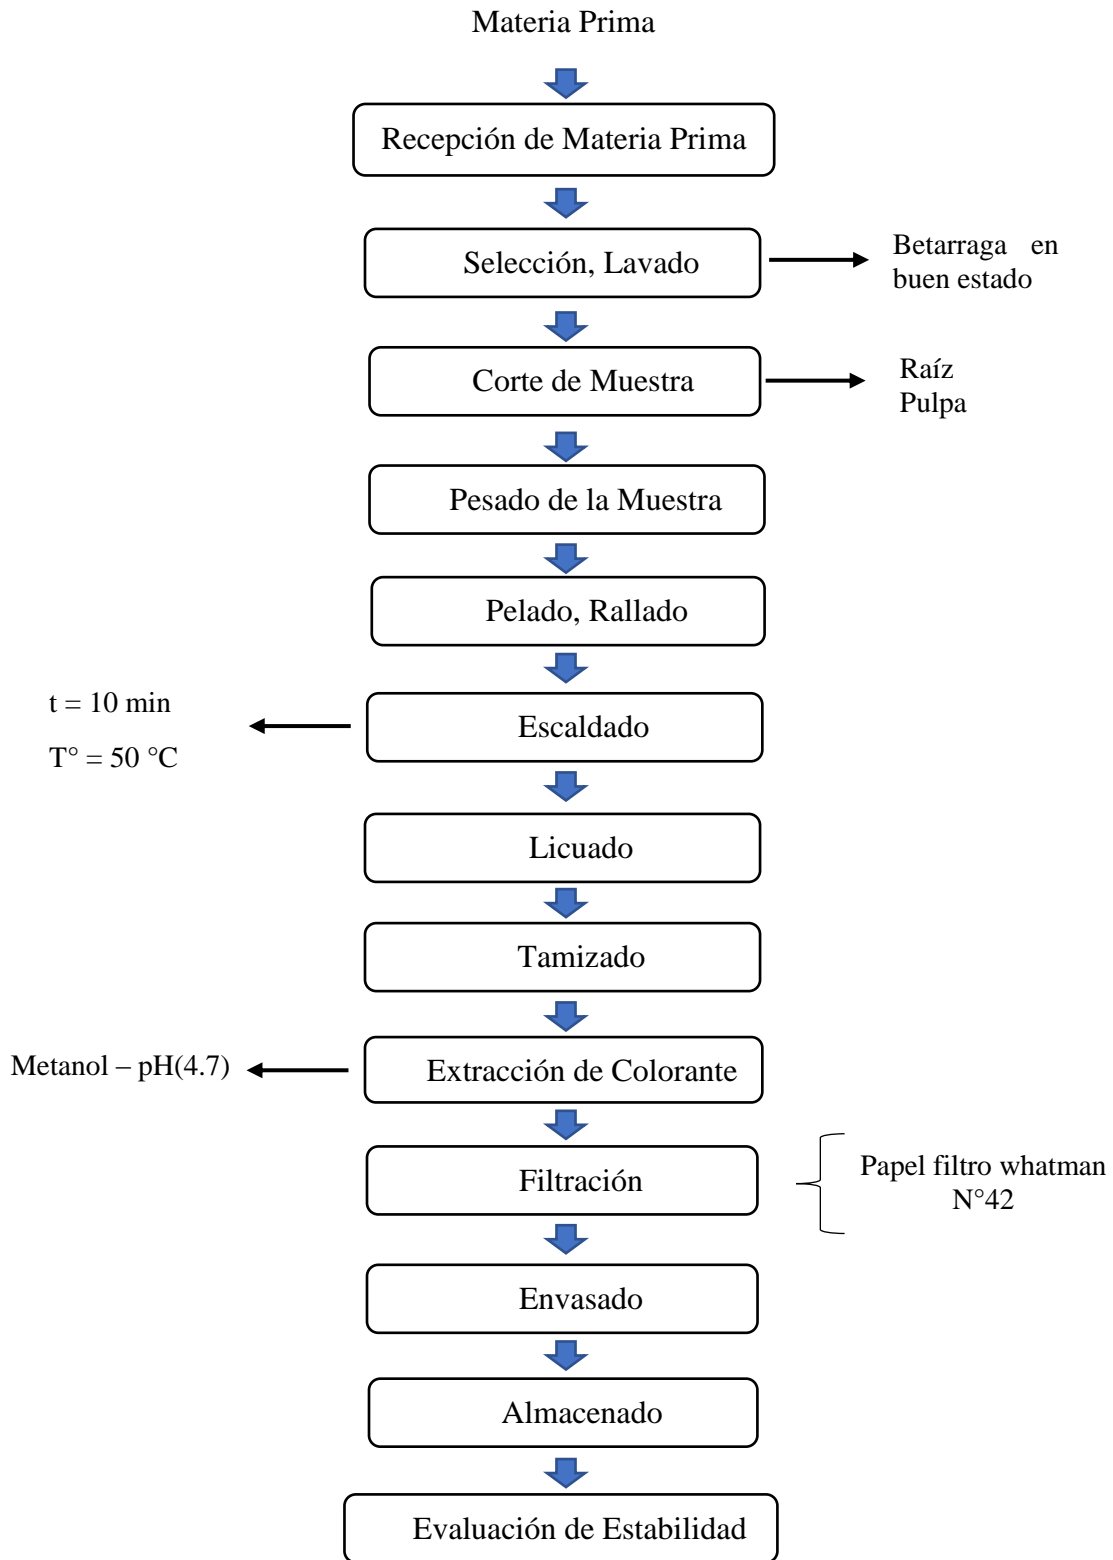 Materia Prima
Recepción de Materia Prima
Selección, Lavado
Betarraga en
buen estado
Corte de Muestra
Raíz
Pulpa
Pesado de la Muestra
Pelado, Rallado
t = 10 min
T° = 50 °C
Escaldado
Licuado
Tamizado
Metanol – pH(4.7)
Extracción de Colorante
Filtración
Papel filtro whatman
N°42
Envasado
Almacenado
Evaluación de Estabilidad